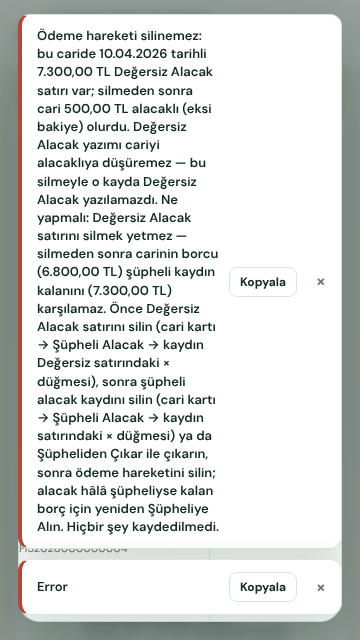 Ödeme hareketi silinemez:
bu caride 10.04.2026 tarihli
7.300,00 TL Değersiz Alacak
satırı var; silmeden sonra
cari 500,00 TL alacaklı (eksi
bakiye) olurdu. Değersiz
Alacak yazımı cariyi
alacaklıya düşüremez — bu
silmeyle o kayda Değersiz
Alacak yazılamazdı. Ne
yapmalı: Değersiz Alacak
satırını silmek yetmez —
silmeden sonra carinin borcu
(6.800,00 TL) şüpheli kaydın
kalanını (7.300,00 TL)
karşılamaz. Önce Değersiz
Alacak satırını silin (cari kartı
→ Şüpheli Alacak → kaydın
Değersiz satırındaki ×
düğmesi), sonra şüpheli
alacak kaydını silin (cari kartı
→ Şüpheli Alacak → kaydın
satırındaki × düğmesi) ya da
Şüpheliden Çıkar ile çıkarın,
sonra ödeme hareketini silin;
alacak hâlâ şüpheliyse kalan
borç için yeniden Şüpheliye
Alın. Hiçbir şey kaydedilmedi.
Kopyala ×
Error
Kopyala ×